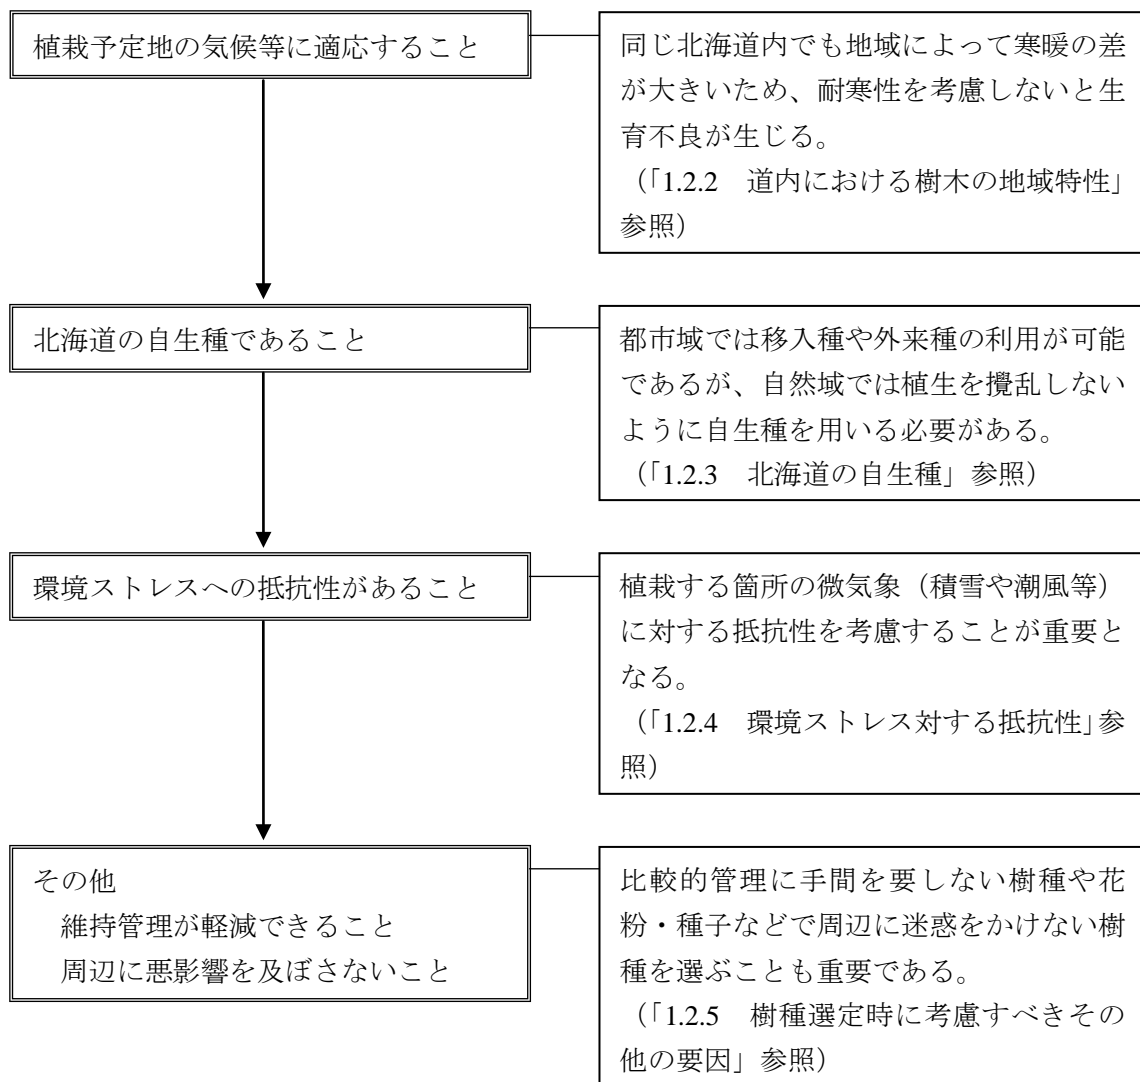 植栽予定地の気候等に適応すること
同じ北海道内でも地域によって寒暖の差
が大きいため、耐寒性を考慮しないと生
育不良が生じる。
（「1.2.2　道内における樹木の地域特性」
参照）
北海道の自生種であること
都市域では移入種や外来種の利用が可能
であるが、自然域では植生を攪乱しない
ように自生種を用いる必要がある。
（「1.2.3　北海道の自生種」参照）
環境ストレスへの抵抗性があること
植栽する箇所の微気象（積雪や潮風等）
に対する抵抗性を考慮することが重要と
なる。
（「1.2.4　環境ストレス対する抵抗性」参
照）
その他
維持管理が軽減できること
周辺に悪影響を及ぼさないこと
比較的管理に手間を要しない樹種や花
粉・種子などで周辺に迷惑をかけない樹
種を選ぶことも重要である。
（「1.2.5　樹種選定時に考慮すべきその
他の要因」参照）